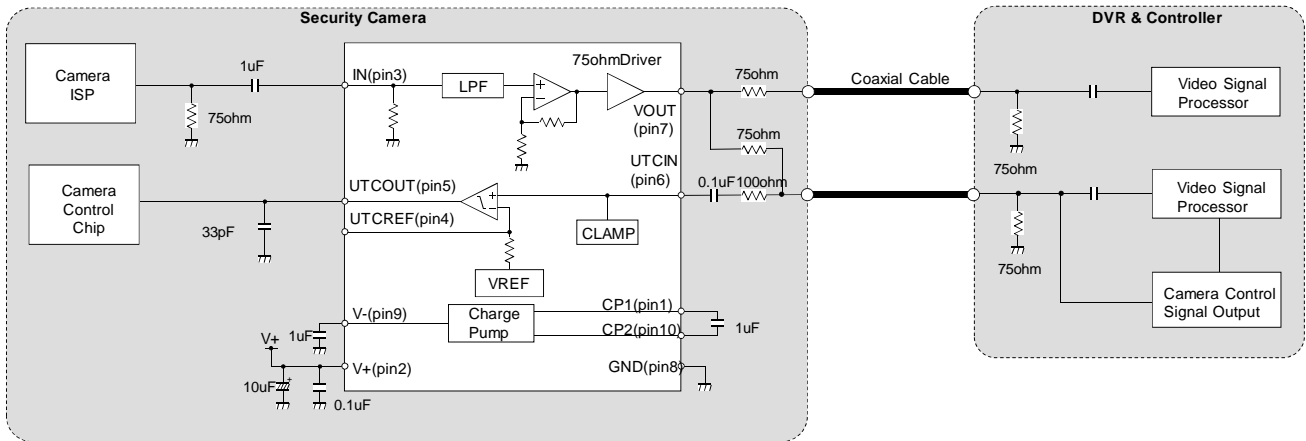 Security Camera
DVR & Controller
Camera
ISP
1uF
75ohm
IN(pin3)
LPF
75ohmDriver
VOUT
(pin7)
75ohm
75ohm
Coaxial Cable
75ohm
Video Signal
Processor
Camera
Control
Chip
33pF
UTCOUT(pin5)
UTCREF(pin4)
UTCIN
(pin6)
0.1uF
100ohm
CLAMP
VREF
75ohm
Video Signal
Processor
Camera Control
Signal Output
V-(pin9)
1uF
Charge
Pump
CP1(pin1)
CP2(pin10)
1uF
V+
V+(pin2)
GND(pin8)
10uF
+
0.1uF